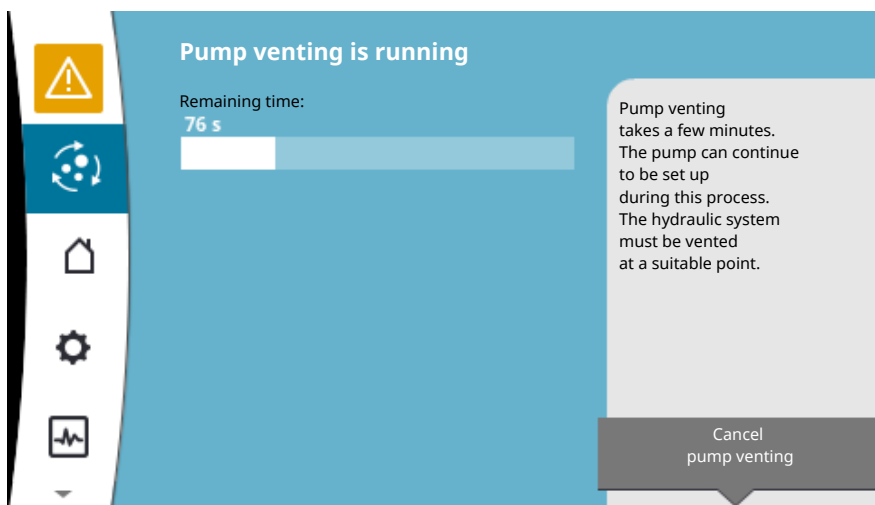 Pump venting is running
Remaining time:
76 s
Pump venting
takes a few minutes.
The pump can continue
to be set up
during this process.
The hydraulic system
must be vented
at a suitable point.
Cancel
pump venting